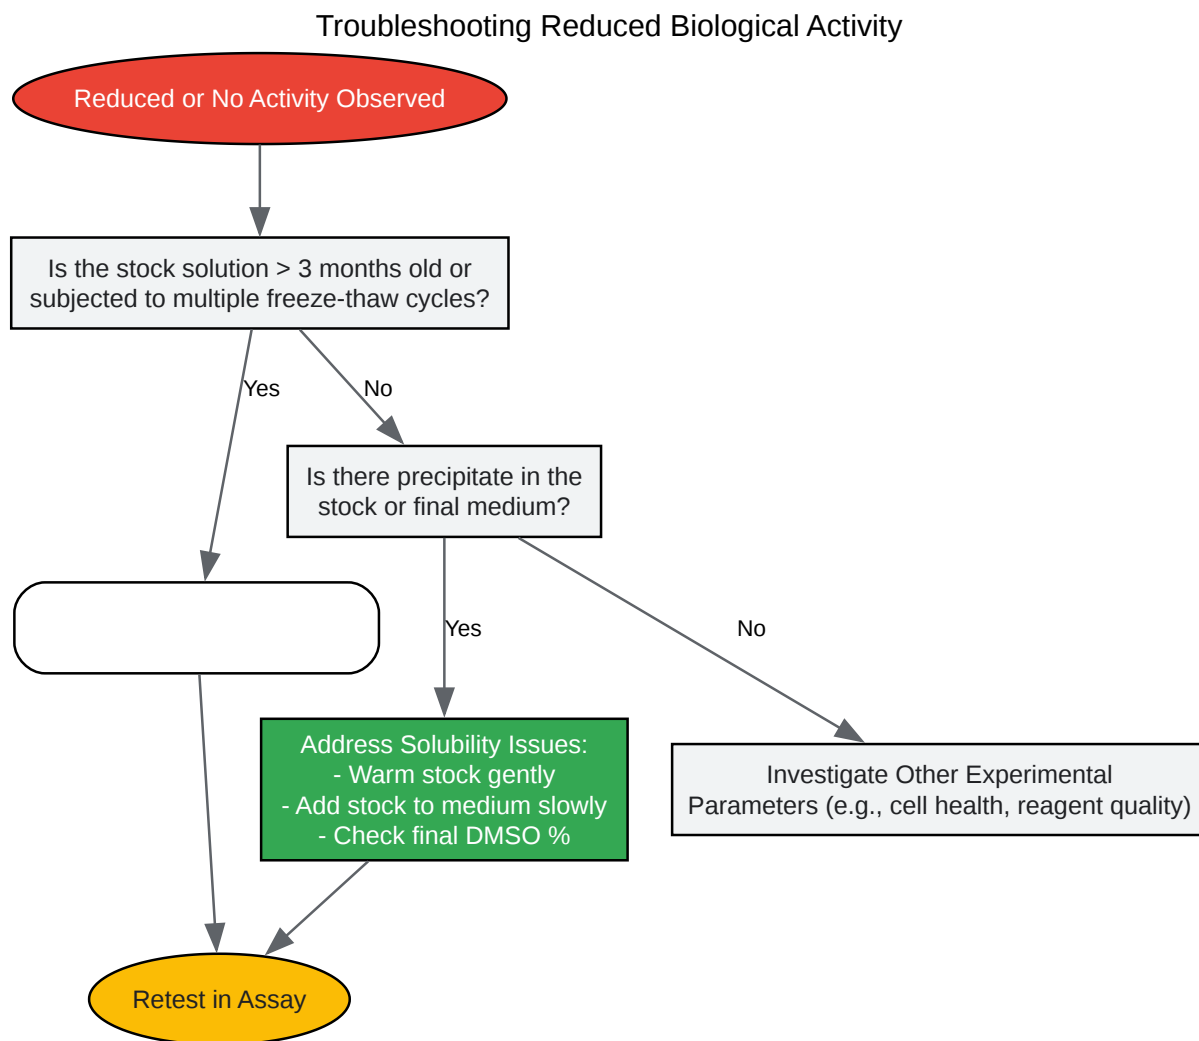 Troubleshooting Reduced Biological Activity
Reduced or No Activity Observed
Is the stock solution > 3 months old or
subjected to multiple freeze-thaw cycles?
Yes
No
Is there precipitate in the
stock or final medium?
Yes
No
Address Solubility Issues:
- Warm stock gently
- Add stock to medium slowly
- Check final DMSO %
Investigate Other Experimental
Parameters (e.g., cell health, reagent quality)
Retest in Assay